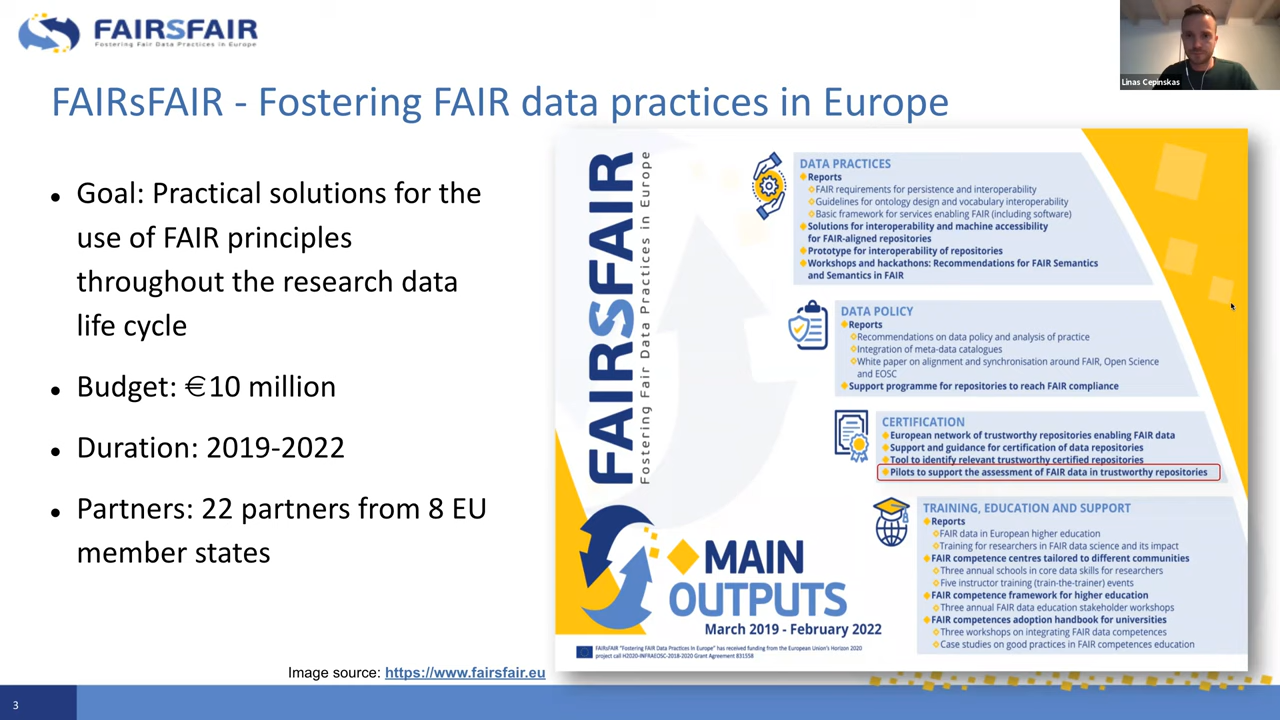 FAIRSFAIR
Fostering Fair Data Practices in Europe
Linas Cepinskas
FAIRsFAIR - Fostering FAIR data practices in Europe
• Goal: Practical solutions for the
use of FAIR principles
throughout the research data
life cycle
• Budget: €10 million
• Duration: 2019-2022
• Partners: 22 partners from 8 EU
member states
FAIRSFAIR
Fostering Fair Data Practices in Europe
DATA PRACTICES
Reports
FAIR requirements for persistence and interoperability
Guidelines for ontology design and vocabulary interoperability
Basic framework for services enabling FAIR (including software)
Solutions for interoperability and machine accessibility
for FAIR-aligned repositories
Prototype for interoperability of repositories
Workshops and hackathons: Recommendations for FAIR Semantics
and Semantics in FAIR
DATA POLICY
Reports
Recommendations on data policy and analysis of practice
Integration of meta-data catalogues
White paper on alignment and synchronisation around FAIR, Open Science
and EOSC
Support programme for repositories to reach FAIR compliance
CERTIFICATION
European network of trustworthy repositories enabling FAIR data
Support and guidance for certification of data repositories
Tool to identify relevant trustworthy certified repositories
Pilots to support the assessment of FAIR data in trustworthy repositories
TRAINING, EDUCATION AND SUPPORT
Reports
FAIR data in European higher education
Training for researchers in FAIR data science and its impact
FAIR competence centres tailored to different communities
Three annual schools in core data skills for researchers
Five instructor training (train-the-trainer) events
FAIR competence framework for higher education
Three annual FAIR data education stakeholder workshops
FAIR competences adoption handbook for universities
Three workshops on integrating FAIR data competences
Case studies on good practices in FAIR competences education
MAIN
OUTPUTS
March 2019 - February 2022
FAIRsFAIR "Fostering FAIR Data Practices In Europe" has received funding from the European Union's Horizon 2020
project call H2020-INFRAEOSC-2018-2020 Grant Agreement 831558
Image source: https://www.fairsfair.eu
3